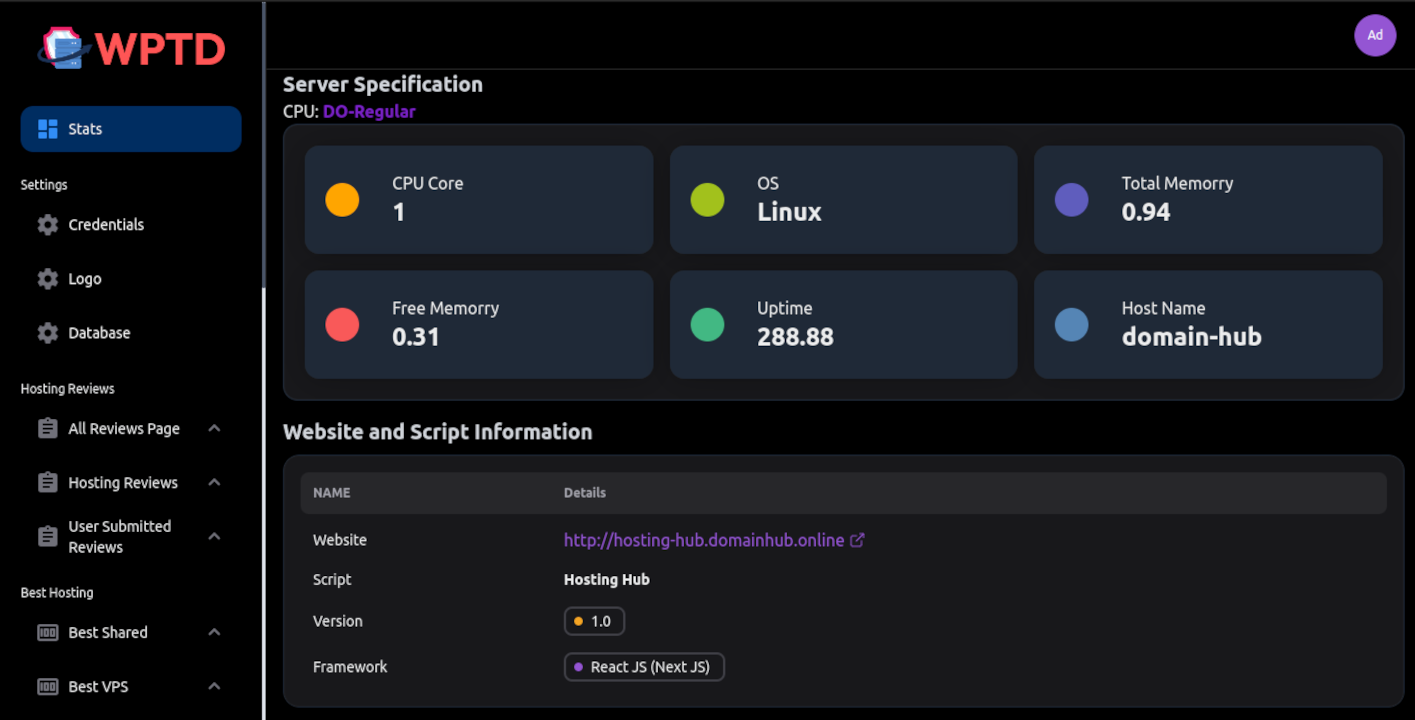 WPTD
Ad
Stats
Settings
Credentials
Logo
Database
Hosting Reviews
All Reviews Page
Hosting Reviews
User Submitted
Reviews
Best Hosting
Best Shared
Best VPS
Server Specification
CPU: DO-Regular
CPU Core
1
OS
Linux
Total Memorry
0.94
Free Memorry
0.31
Uptime
288.88
Host Name
domain-hub
Website and Script Information
NAME Details
Website http://hosting-hub.domainhub.online
Script Hosting Hub
Version 1.0
Framework React JS (Next JS)